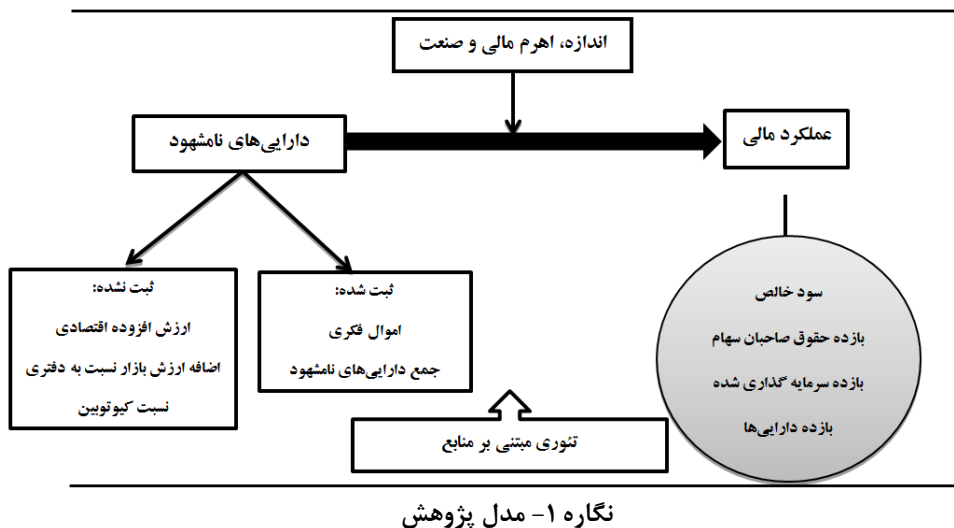 اندازه، اهرم مالی و صنعت
دارایی‌های نامشهود
عملکرد مالی
ثبت شده:
اموال فکری
جمع دارایی‌های نامشهود
ثبت نشده:
ارزش افزوده اقتصادی
اضافه ارزش بازار نسبت به دفتری
نسبت کیوتوبین
سود خالص
بازده حقوق صاحبان سهام
بازده سرمایه گذاری شده
بازده دارایی‌ها
تئوری مبتنی بر منابع
نگاره ۱- مدل پژوهش